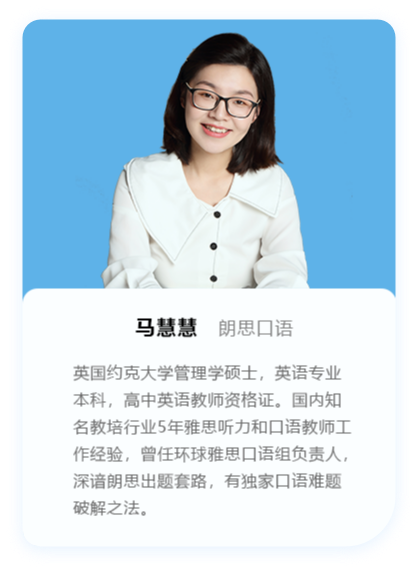 马慧慧 朗思口语
英国约克大学管理学硕士，英语专业
本科，高中英语教师资格证。国内知
名教培行业5年雅思听力和口语教师工
作经验，曾任环球雅思口语组负责人，
深谙朗思出题套路，有独家口语难题
破解之法。